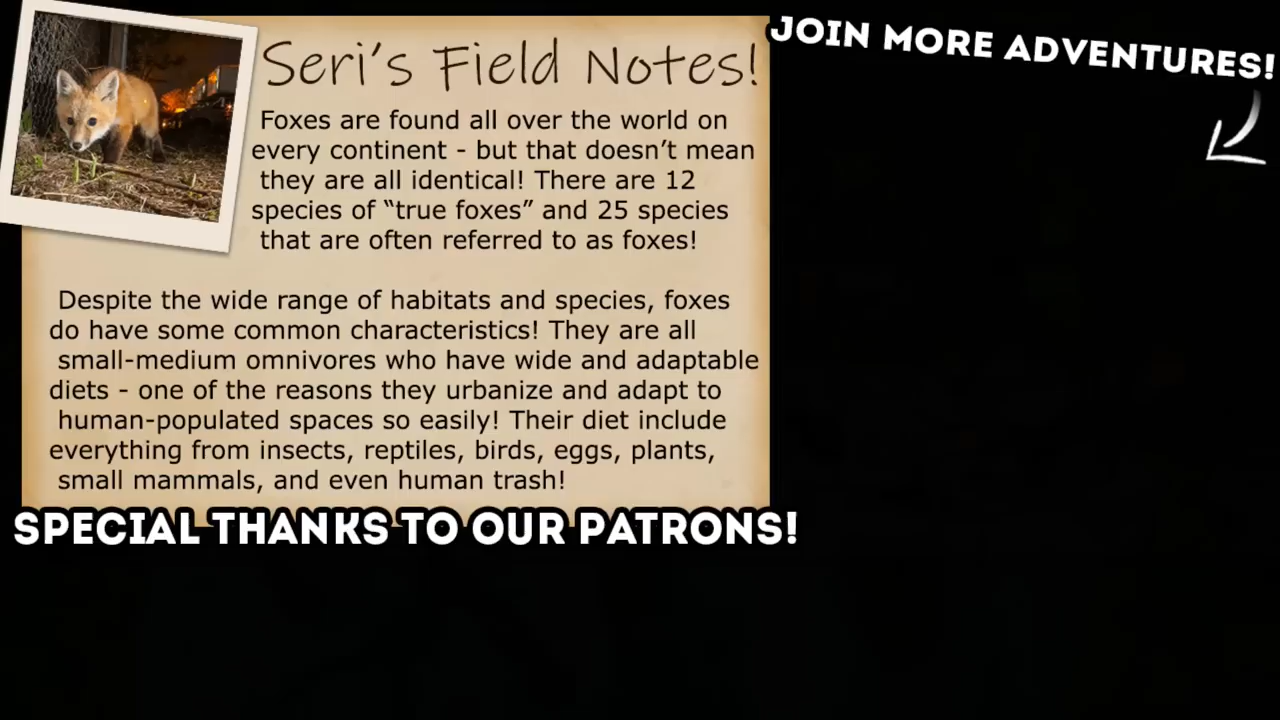 Seri's Field Notes!
JOIN MORE ADVENTURES!
Foxes are found all over the world on
every continent - but that doesn't mean
they are all identical! There are 12
species of “true foxes” and 25 species
that are often referred to as foxes!
Despite the wide range of habitats and species, foxes
do have some common characteristics! They are all
small-medium omnivores who have wide and adaptable
diets - one of the reasons they urbanize and adapt to
human-populated spaces so easily! Their diet include
everything from insects, reptiles, birds, eggs, plants,
small mammals, and even human trash!
SPECIAL THANKS TO OUR PATRONS!